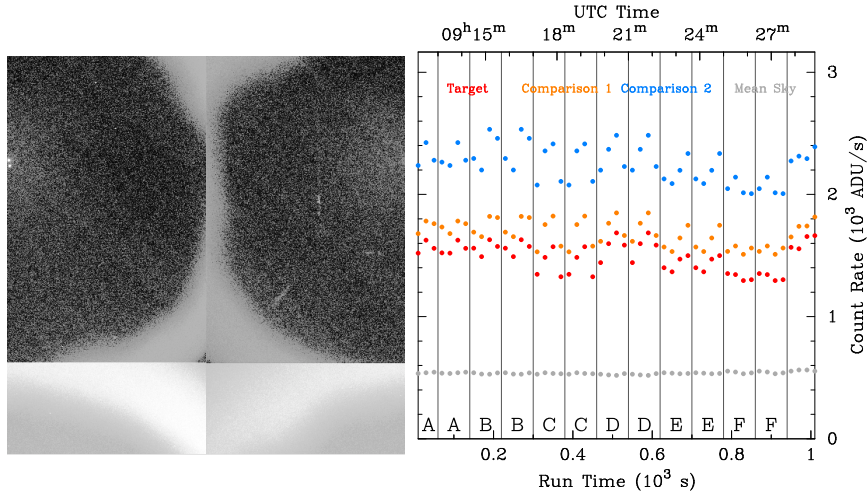 UTC Time
09ʰ15ᵐ 18ᵐ 21ᵐ 24ᵐ 27ᵐ
Target Comparison 1 Comparison 2 Mean Sky
3
2
1
0
Count Rate (10³ ADU/s)
A A B B C C D D E E F F
0.2 0.4 0.6 0.8 1
Run Time (10³ s)